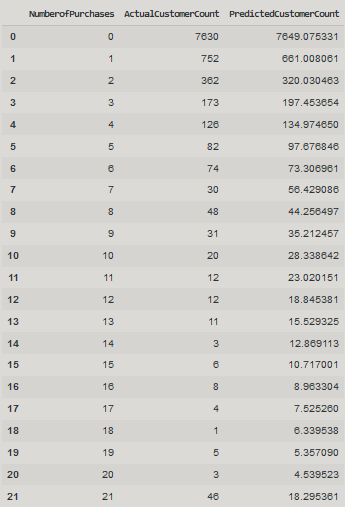 NumberofPurchases ActualCustomerCount PredictedCustomerCount
0 0 7630 7649.075331
1 1 752 661.008061
2 2 362 320.030463
3 3 173 197.453654
4 4 126 134.974650
5 5 82 97.676846
6 6 74 73.306961
7 7 30 56.429086
8 8 48 44.256497
9 9 31 35.212457
10 10 20 28.338642
11 11 12 23.020151
12 12 12 18.845381
13 13 11 15.529325
14 14 3 12.869113
15 15 6 10.717001
16 16 8 8.963304
17 17 4 7.525260
18 18 1 6.339538
19 19 5 5.357090
20 20 3 4.539523
21 21 46 18.295361